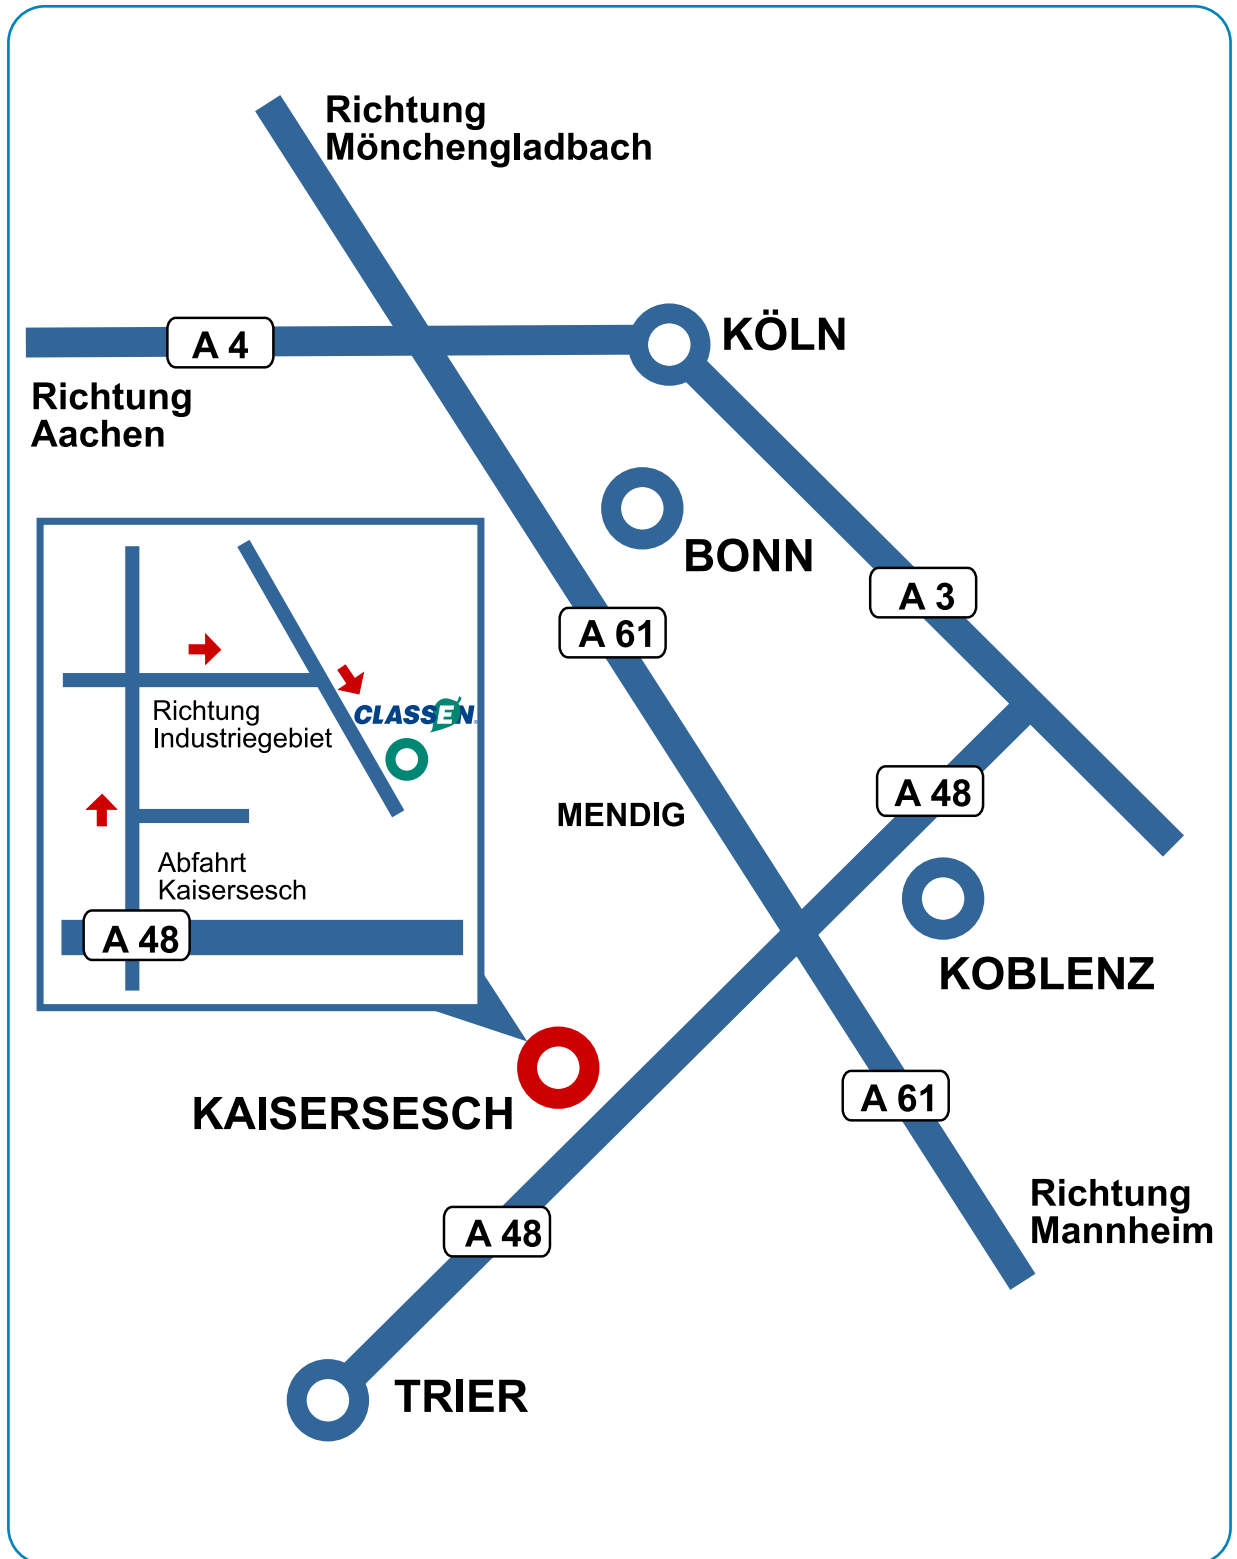 Richtung
Mönchengladbach
KÖLN
A 4
Richtung
Aachen
BONN
A 3
A 61
Richtung
Industriegebiet
CLASSEN
A 48
MENDIG
Abfahrt
Kaisersesch
A 48
KOBLENZ
KAISERSESCH
A 61
Richtung
Mannheim
A 48
TRIER